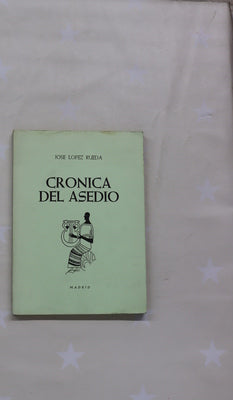 JOSE LOPEZ RUEDA
CRONICA
DEL ASEDIO
MADRID